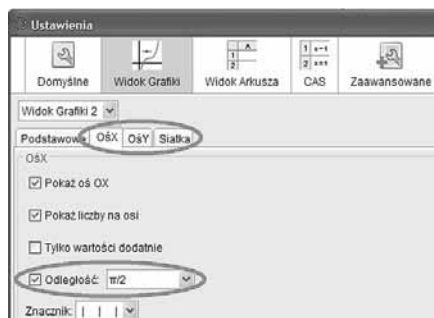 Ustawienia
Domyślne Widok Grafiki Widok Arkusza CAS Zaawansowane
Widok Grafiki 2
Podstawowe OśX OśY Siatka
OśX
Pokaż oś OX
Pokaż liczby na osi
Tylko wartości dodatnie
Odległość: π/2
Znacznik: